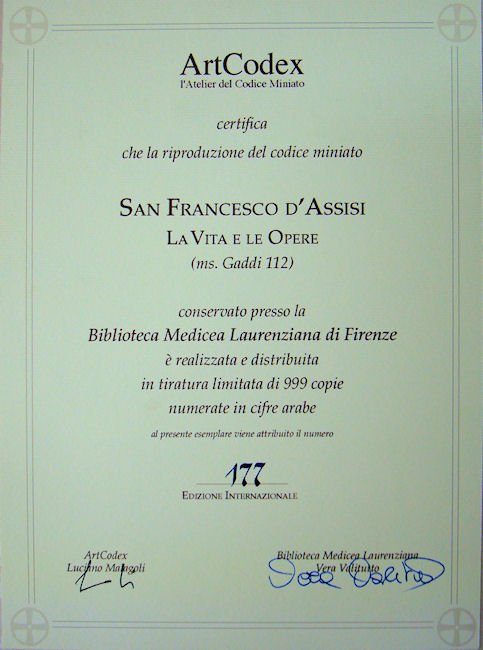 ArtCodex
l'Atelier del Codice Miniato
certifica
che la riproduzione del codice miniato
SAN FRANCESCO D'ASSISI
LA VITA E LE OPERE
(ms. Gaddi 112)
conservato presso la
Biblioteca Medicea Laurenziana di Firenze
è realizzata e distribuita
in tiratura limitata di 999 copie
numerate in cifre arabe
al presente esemplare viene attribuito il numero
177
EDIZIONE INTERNAZIONALE
ArtCodex
Luciano Malagoli
Biblioteca Medicea Laurenziana
Vera Valitutto